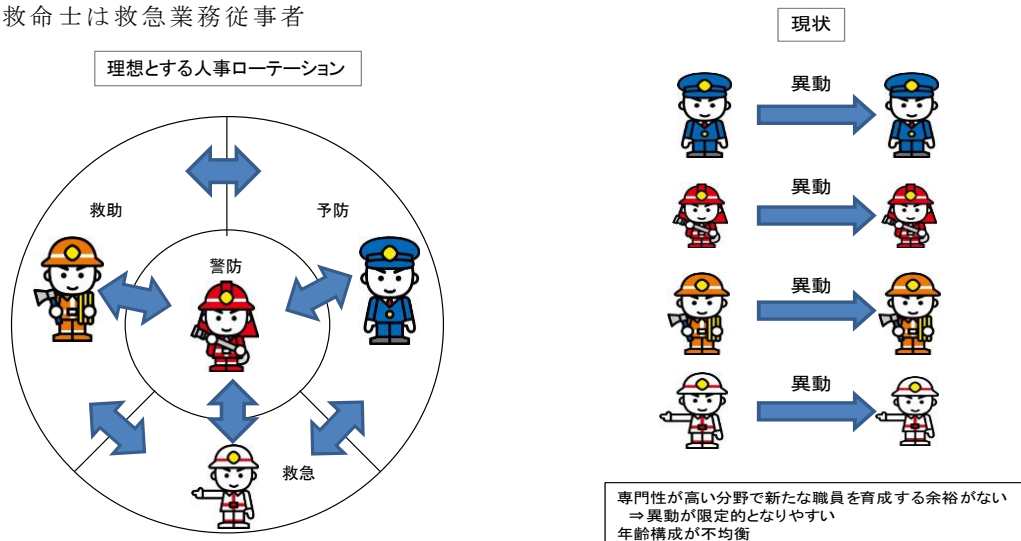 救命士は救急業務従事者
理想とする人事ローテーション
救助
予防
警防
救急
現状
異動
異動
異動
異動
専門性が高い分野で新たな職員を育成する余裕がない
⇒異動が限定的となりやすい
年齢構成が不均衡